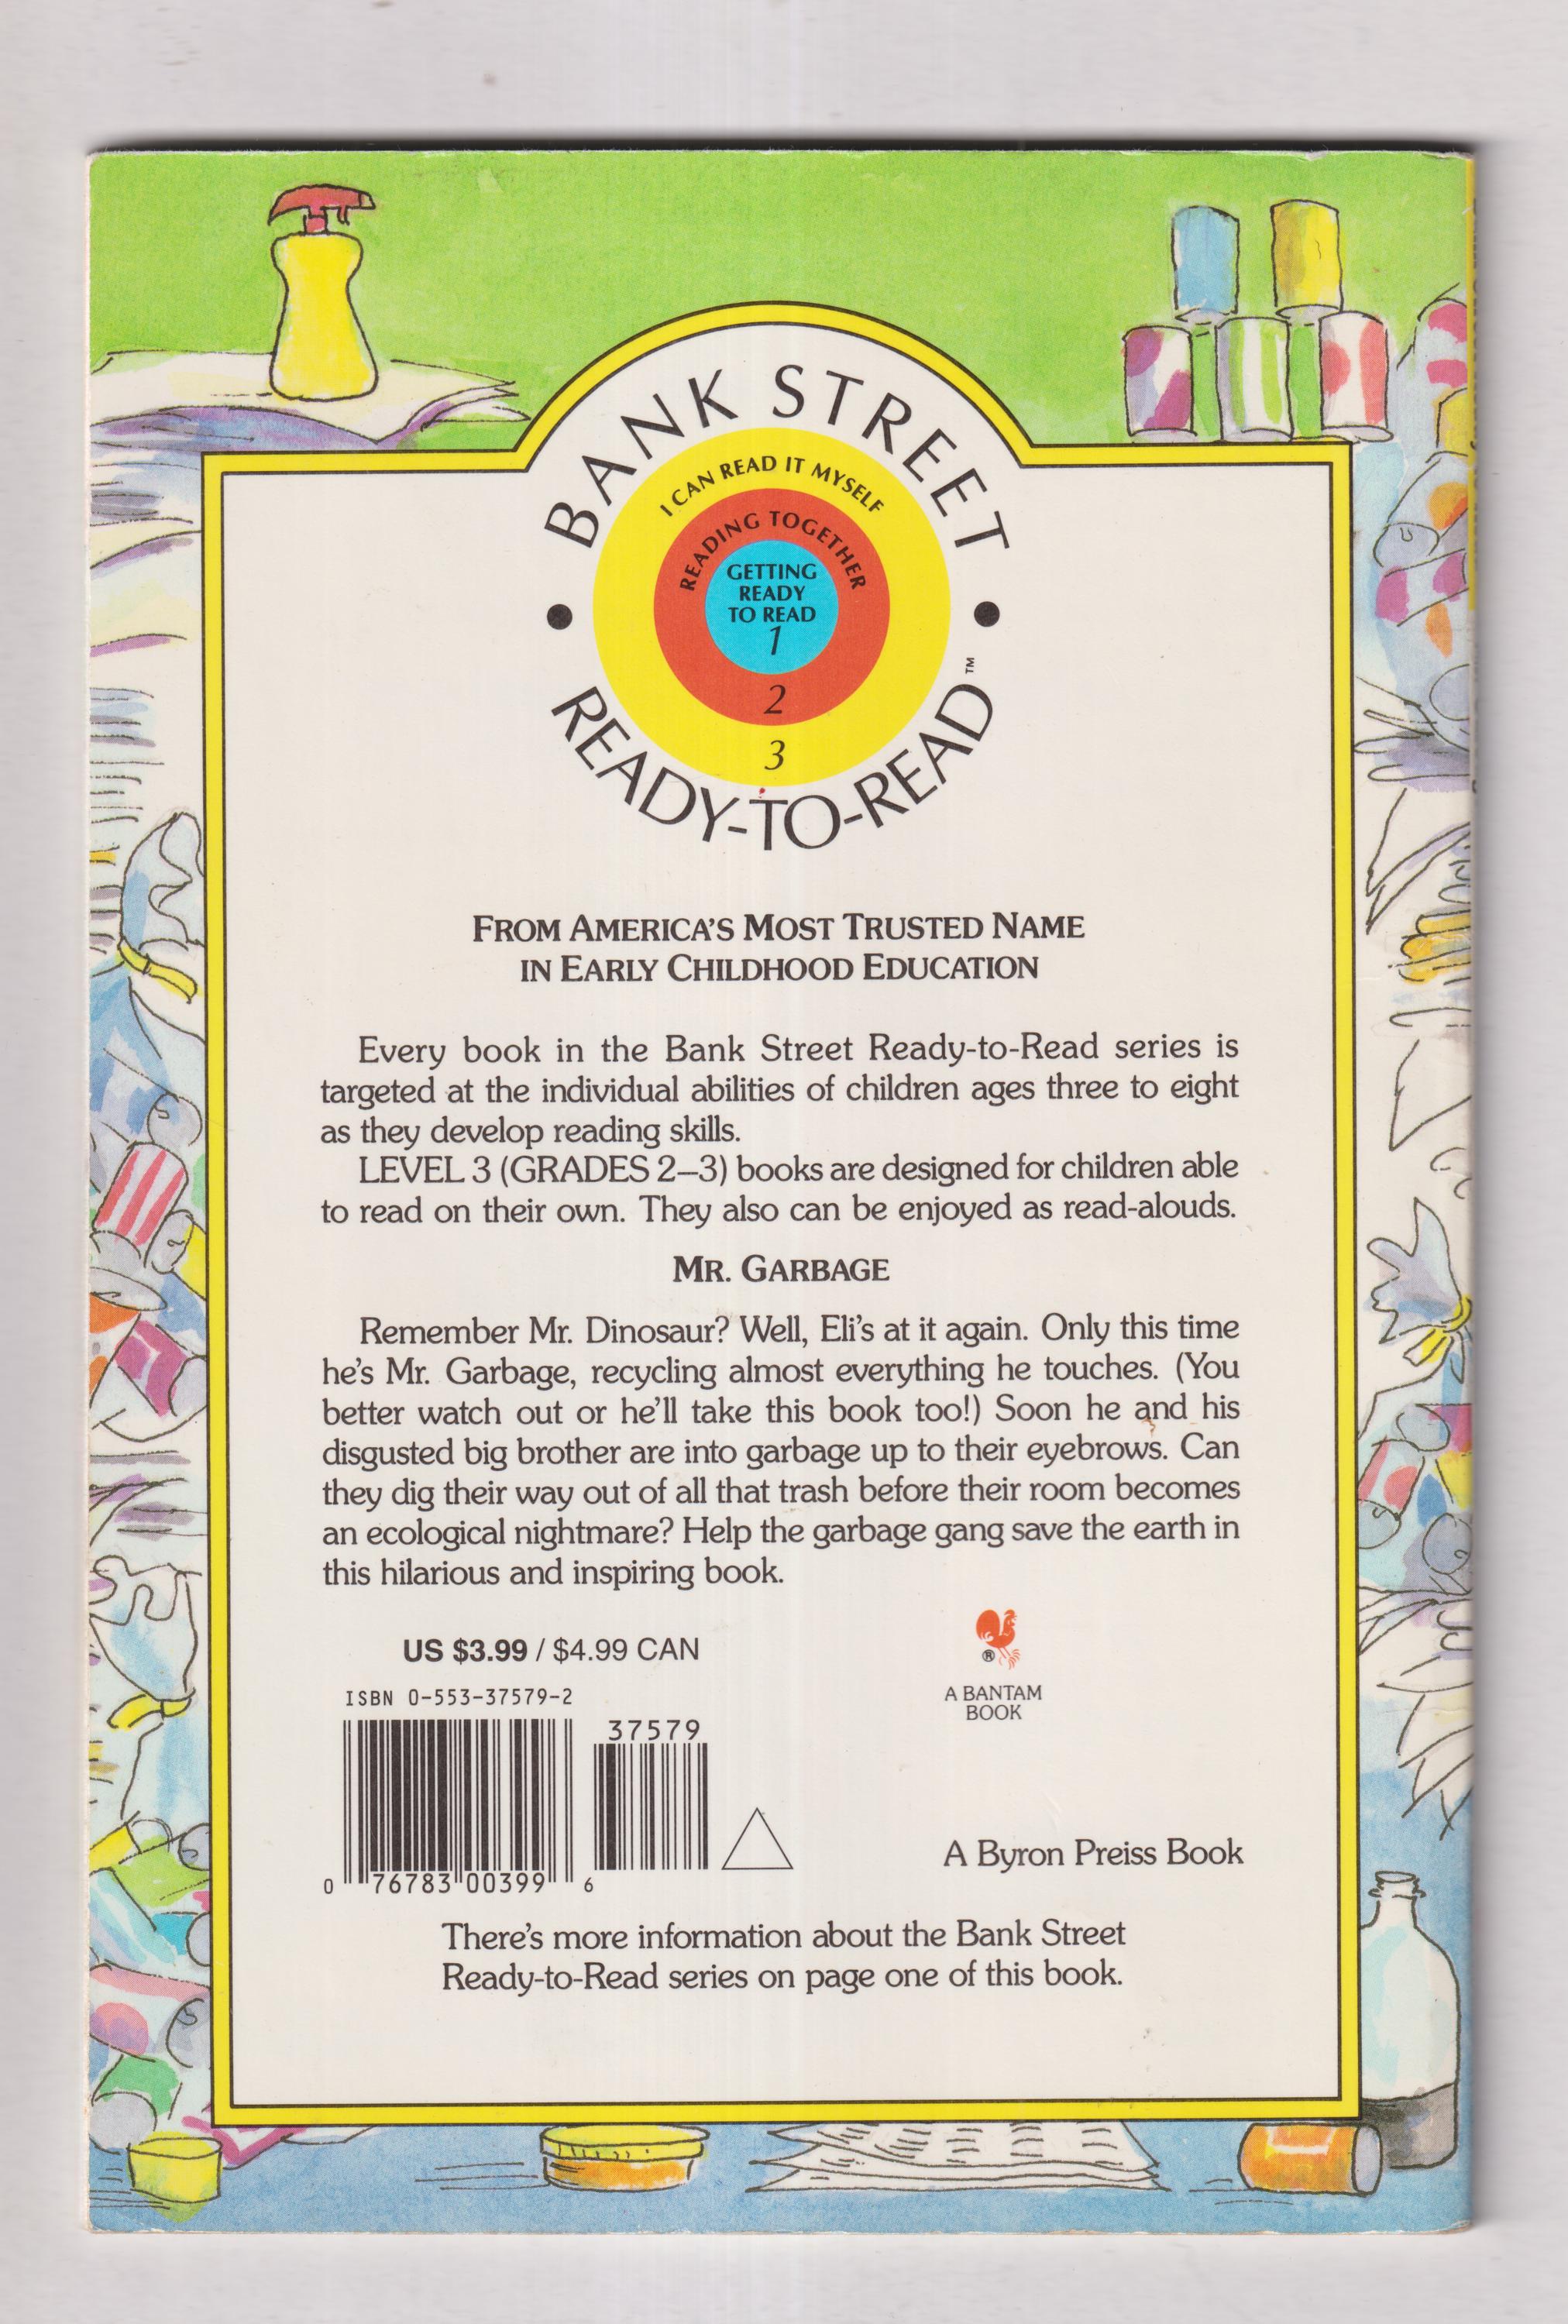 BANK STREET
I CAN READ IT MYSELF
READING TOGETHER
GETTING
READY
TO READ
1
2
3
READY-TO-READ™
FROM AMERICA'S MOST TRUSTED NAME
IN EARLY CHILDHOOD EDUCATION
Every book in the Bank Street Ready-to-Read series is
targeted at the individual abilities of children ages three to eight
as they develop reading skills.
LEVEL 3 (GRADES 2–3) books are designed for children able
to read on their own. They also can be enjoyed as read-alouds.
MR. GARBAGE
Remember Mr. Dinosaur? Well, Eli's at it again. Only this time
he's Mr. Garbage, recycling almost everything he touches. (You
better watch out or he'll take this book too!) Soon he and his
disgusted big brother are into garbage up to their eyebrows. Can
they dig their way out of all that trash before their room becomes
an ecological nightmare? Help the garbage gang save the earth in
this hilarious and inspiring book.
US $3.99 / $4.99 CAN
ISBN 0-553-37579-2
37579
0 76783 00399 6
®
A BANTAM
BOOK
A Byron Preiss Book
There's more information about the Bank Street
Ready-to-Read series on page one of this book.